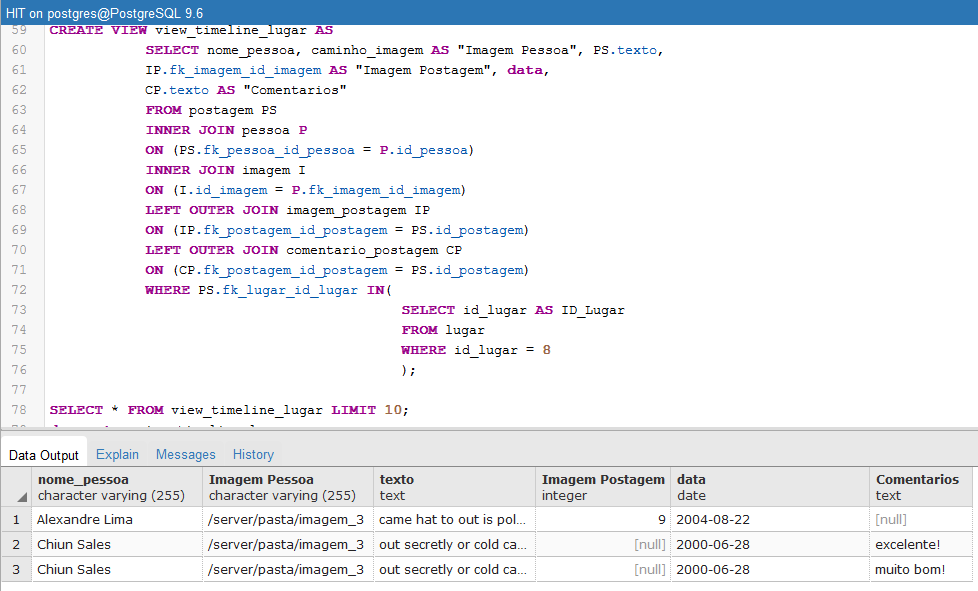 HIT on postgres@PostgreSQL 9.6
59 CREATE VIEW view_timeline_lugar AS
60 SELECT nome_pessoa, caminho_imagem AS "Imagem Pessoa", PS.texto,
61 IP.fk_imagem_id_imagem AS "Imagem Postagem", data,
62 CP.texto AS "Comentarios"
63 FROM postagem PS
64 INNER JOIN pessoa P
65 ON (PS.fk_pessoa_id_pessoa = P.id_pessoa)
66 INNER JOIN imagem I
67 ON (I.id_imagem = P.fk_imagem_id_imagem)
68 LEFT OUTER JOIN imagem_postagem IP
69 ON (IP.fk_postagem_id_postagem = PS.id_postagem)
70 LEFT OUTER JOIN comentario_postagem CP
71 ON (CP.fk_postagem_id_postagem = PS.id_postagem)
72 WHERE PS.fk_lugar_id_lugar IN(
73 SELECT id_lugar AS ID_Lugar
74 FROM lugar
75 WHERE id_lugar = 8
76 );
77
78 SELECT * FROM view_timeline_lugar LIMIT 10;
Data Output Explain Messages History
nome_pessoa Imagem Pessoa texto Imagem Postagem data Comentarios
character varying (255) character varying (255) text integer date text
1 Alexandre Lima /server/pasta/imagem_3 came hat to out is pol... 9 2004-08-22 [null]
2 Chiun Sales /server/pasta/imagem_3 out secretly or cold ca... [null] 2000-06-28 excelente!
3 Chiun Sales /server/pasta/imagem_3 out secretly or cold ca... [null] 2000-06-28 muito bom!